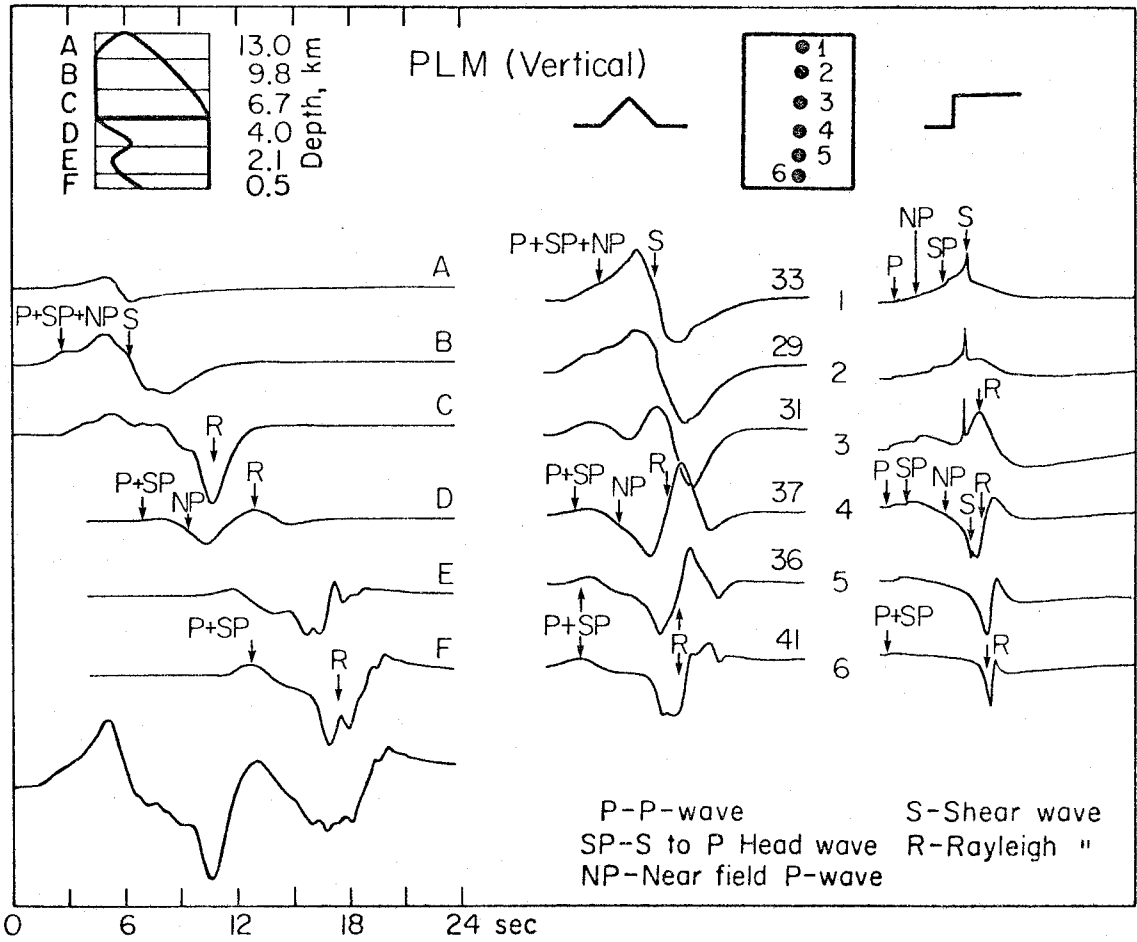 A 13.0 km
B 9.8
C 6.7
D 4.0
E 2.1
F 0.5
Depth,
PLM (Vertical)
1
2
3
4
5
6
A
P+SP+NP S
B
C
R
P+SP
NP
R
D
E
P+SP
R
F
P+SP+NP S
33
29
31
P+SP
NP
R
37
36
P+SP
R
41
1
2
3
4
5
6
P
NP
SP
S
R
P SP NP S R
P+SP
R
P-P-wave S-Shear wave
SP-S to P Head wave R-Rayleigh "
NP-Near field P-wave
0 6 12 18 24 sec